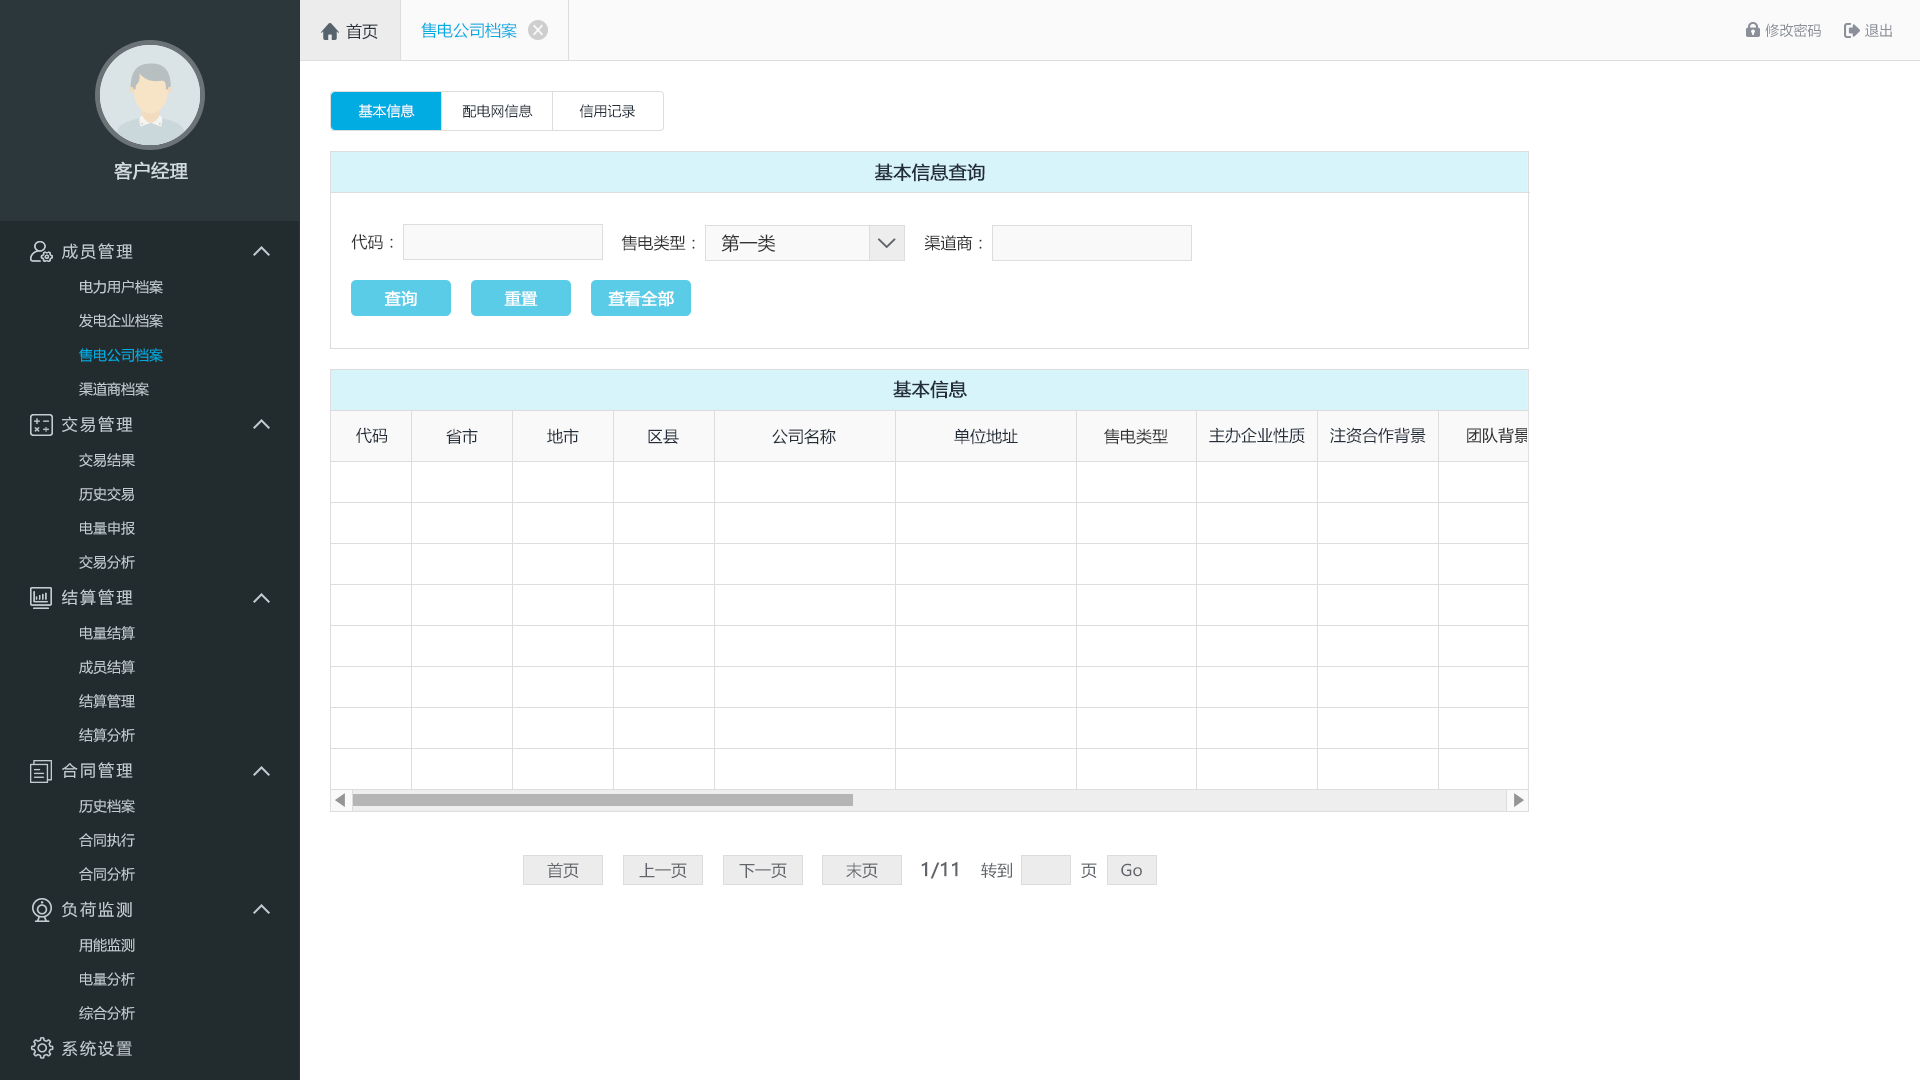 首页
售电公司档案
修改密码
退出
客户经理
成员管理
电力用户档案
发电企业档案
售电公司档案
渠道商档案
交易管理
交易结果
历史交易
电量申报
交易分析
结算管理
电量结算
成员结算
结算管理
结算分析
合同管理
历史档案
合同执行
合同分析
负荷监测
用能监测
电量分析
综合分析
系统设置
基本信息
配电网信息
信用记录
基本信息查询
代码：
售电类型：
第一类
渠道商：
查询
重置
查看全部
基本信息
代码
省市
地市
区县
公司名称
单位地址
售电类型
主办企业性质
注资合作背景
团队背景
首页
上一页
下一页
末页
1/11
转到
页
Go